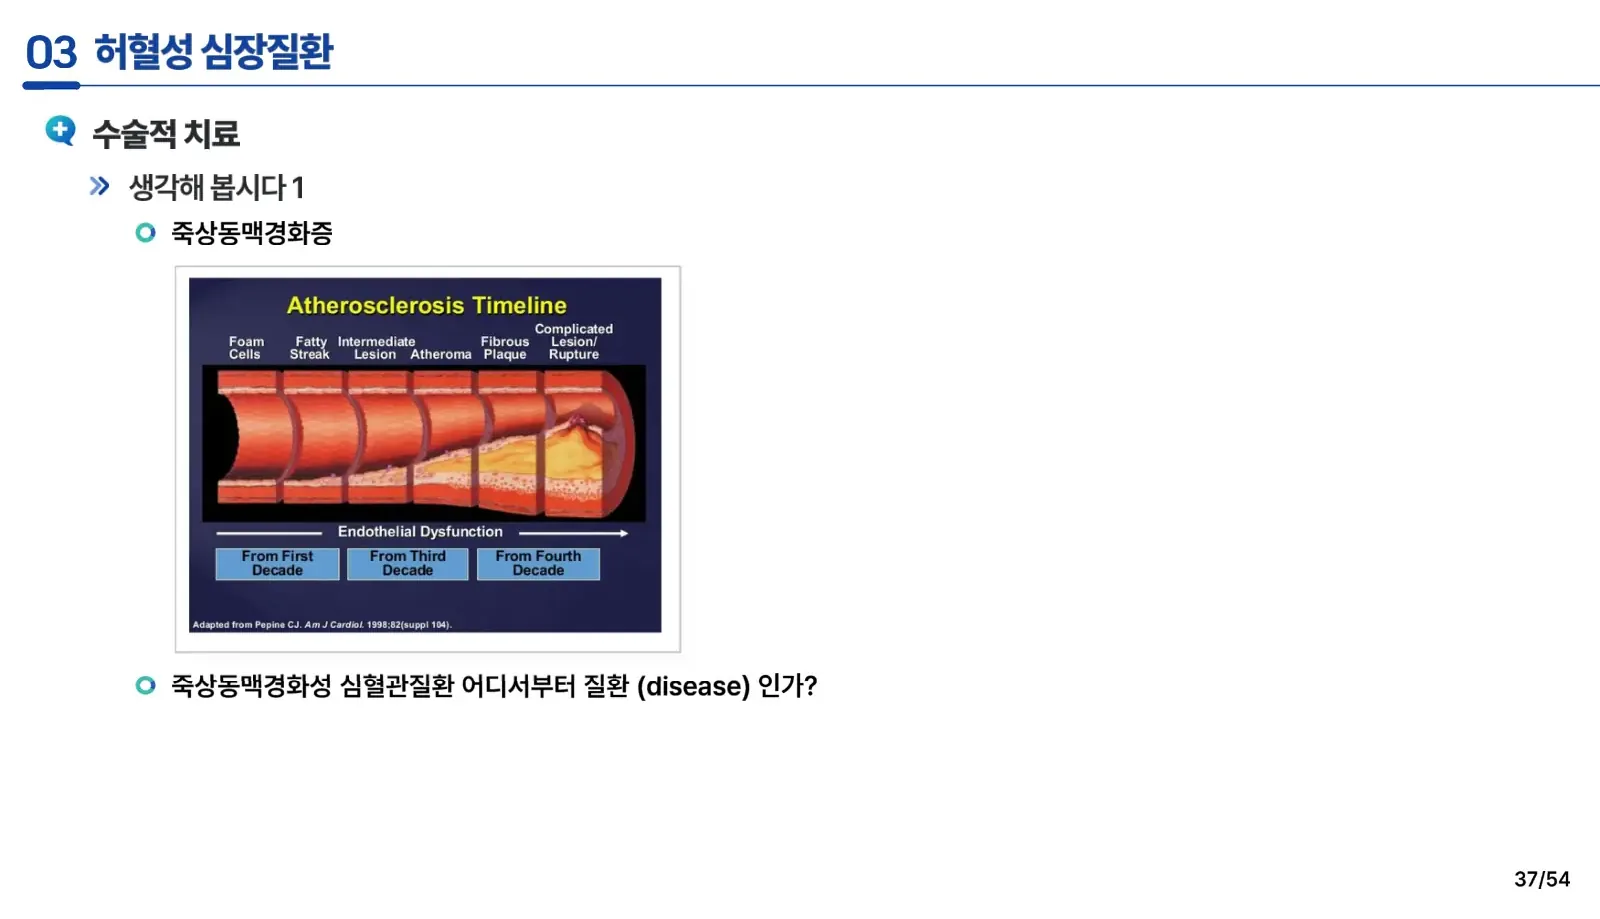 03 허혈성 심장질환
수술적 치료
생각해 봅시다 1
죽상동맥경화증
Atherosclerosis Timeline
Foam Cells
Fatty Streak
Intermediate Lesion
Atheroma
Fibrous Plaque
Complicated Lesion/ Rupture
Endothelial Dysfunction
From First Decade
From Third Decade
From Fourth Decade
Adapted from Pepine CJ. Am J Cardiol. 1998;82(suppl 104).
죽상동맥경화성 심혈관질환 어디서부터 질환 (disease) 인가?
37/54